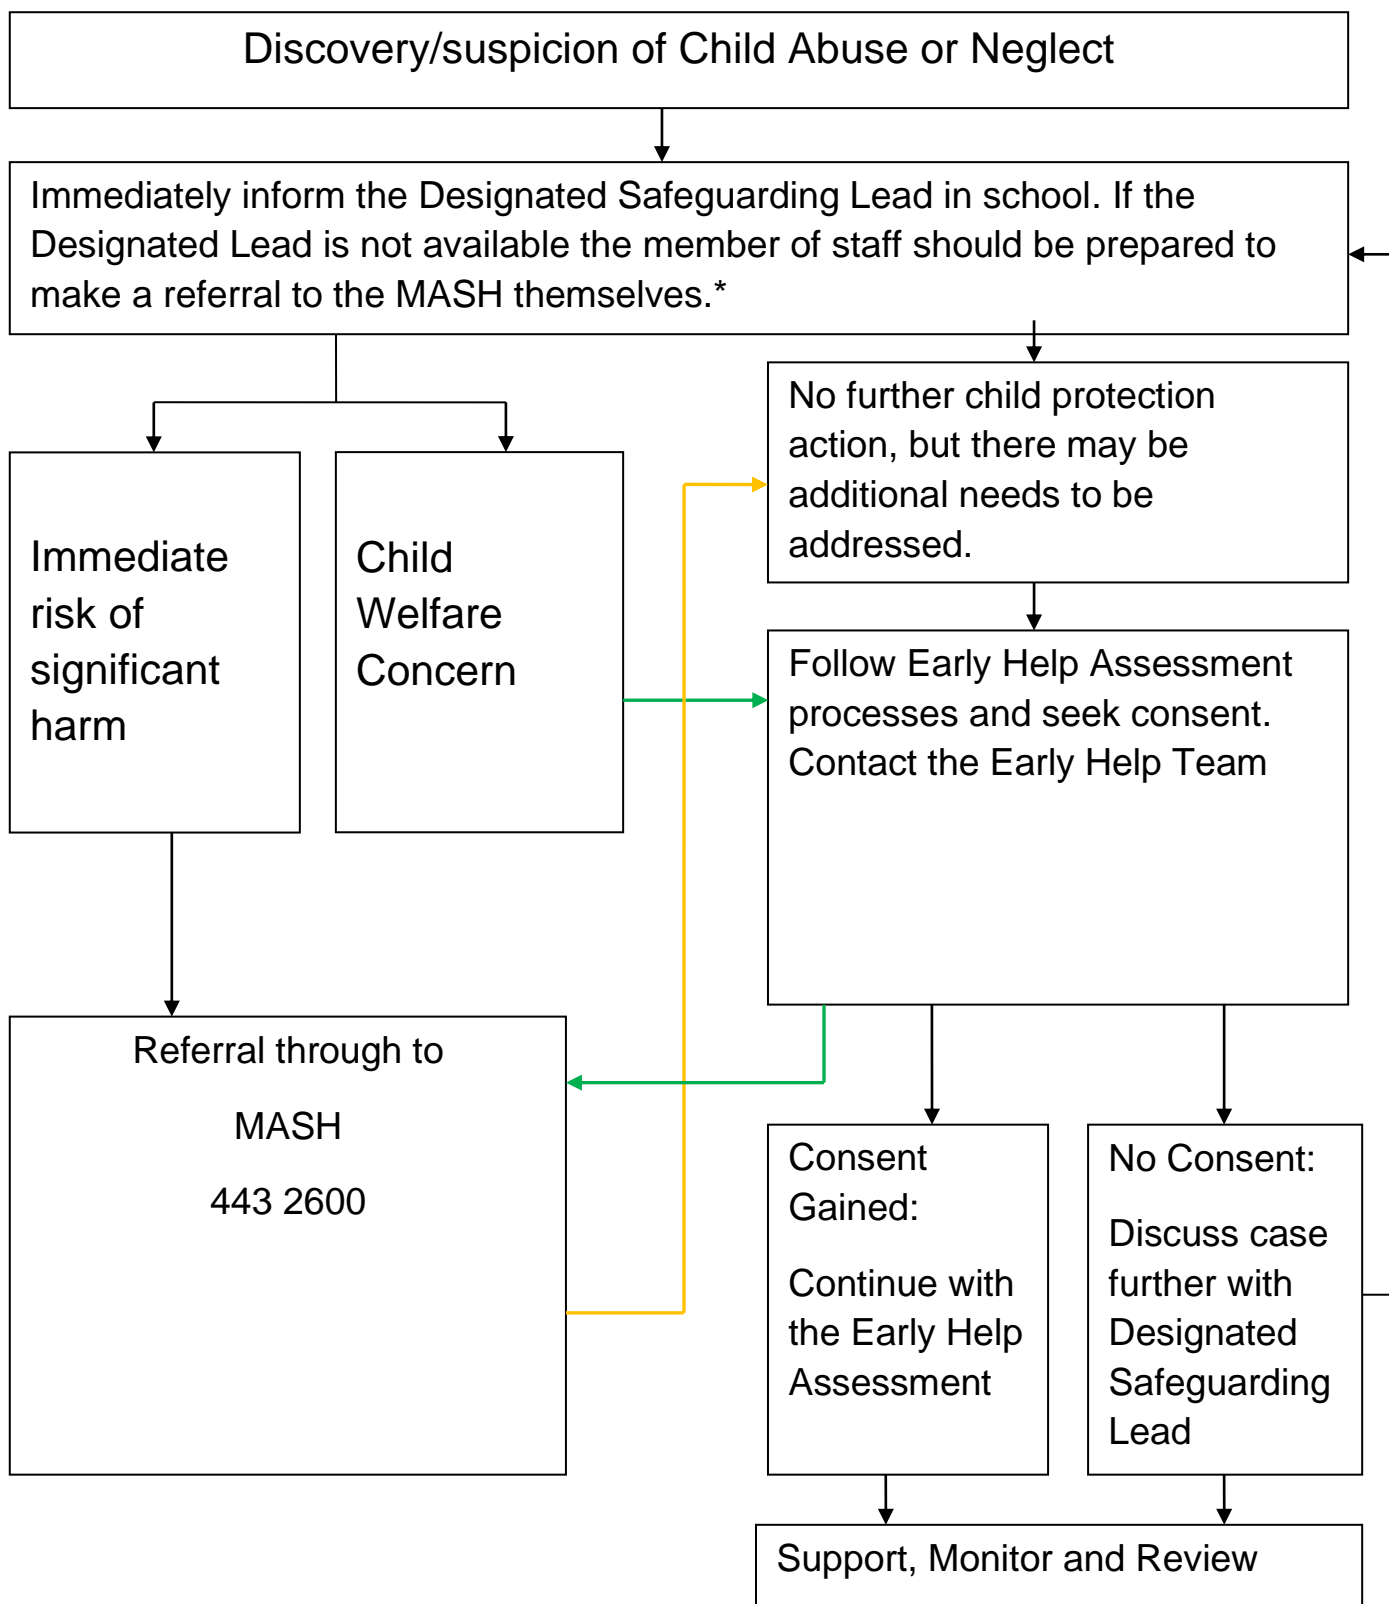 Discovery/suspicion of Child Abuse or Neglect
Immediately inform the Designated Safeguarding Lead in school. If the
Designated Lead is not available the member of staff should be prepared to
make a referral to the MASH themselves.*
No further child protection
action, but there may be
additional needs to be
addressed.
Immediate
risk of
significant
harm
Child
Welfare
Concern
Follow Early Help Assessment
processes and seek consent.
Contact the Early Help Team
Referral through to
MASH
443 2600
Consent
Gained:
Continue with
the Early Help
Assessment
No Consent:
Discuss case
further with
Designated
Safeguarding
Lead
Support, Monitor and Review